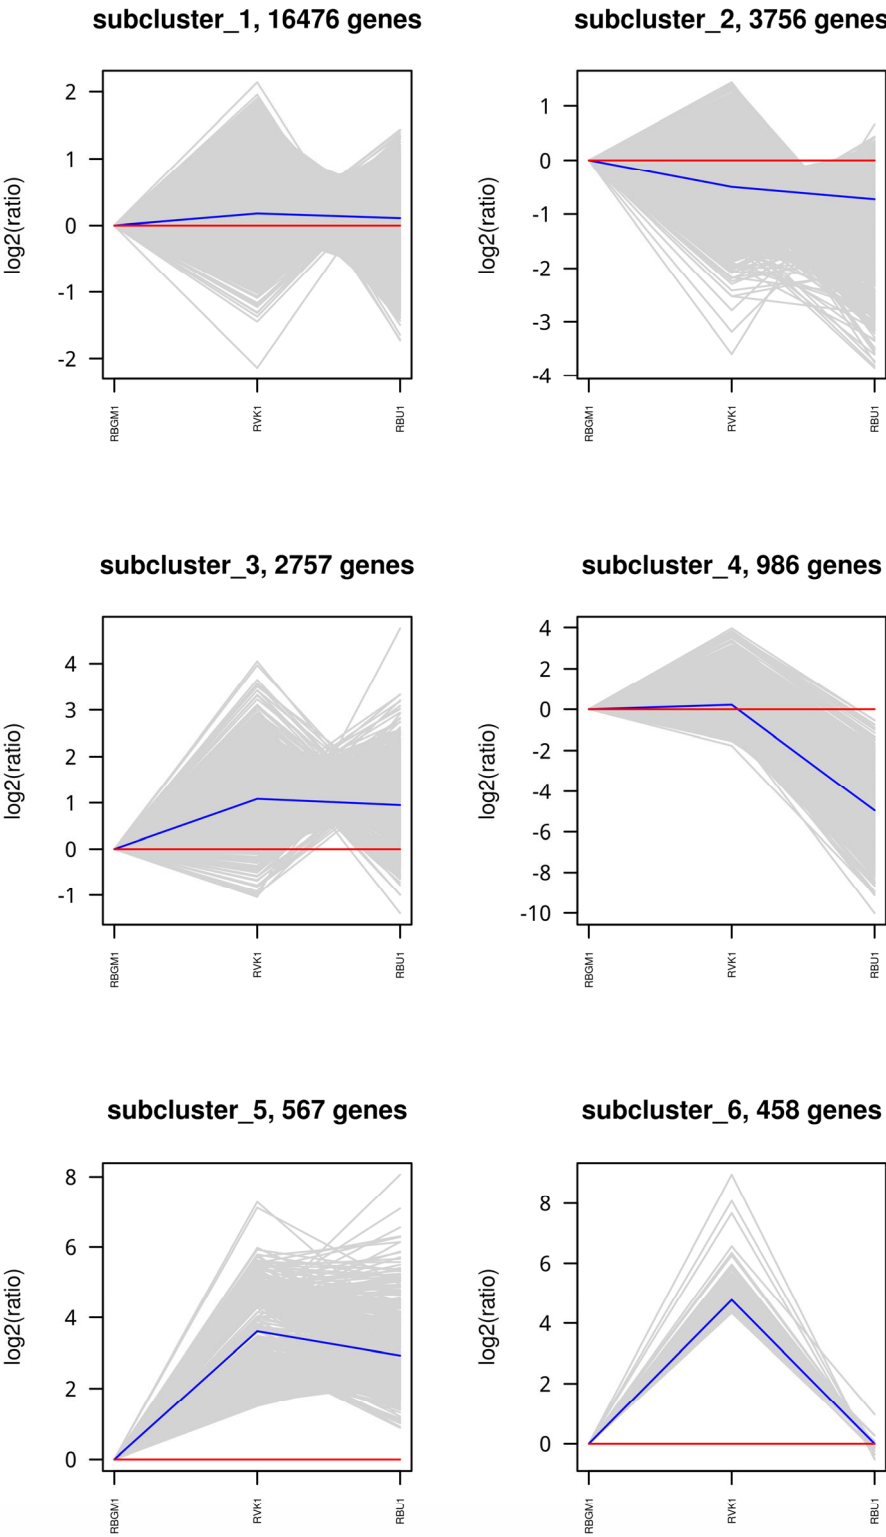 subcluster_1, 16476 genes
log2(ratio)
2
1
0
-1
-2
RBGM1
RVK1
RBU1
subcluster_2, 3756 genes
log2(ratio)
1
0
-1
-2
-3
-4
RBGM1
RVK1
RBU1
subcluster_3, 2757 genes
log2(ratio)
4
3
2
1
0
-1
RBGM1
RVK1
RBU1
subcluster_4, 986 genes
log2(ratio)
4
2
0
-2
-4
-6
-8
-10
RBGM1
RVK1
RBU1
subcluster_5, 567 genes
log2(ratio)
8
6
4
2
0
RBGM1
RVK1
RBU1
subcluster_6, 458 genes
log2(ratio)
8
6
4
2
0
RBGM1
RVK1
RBU1